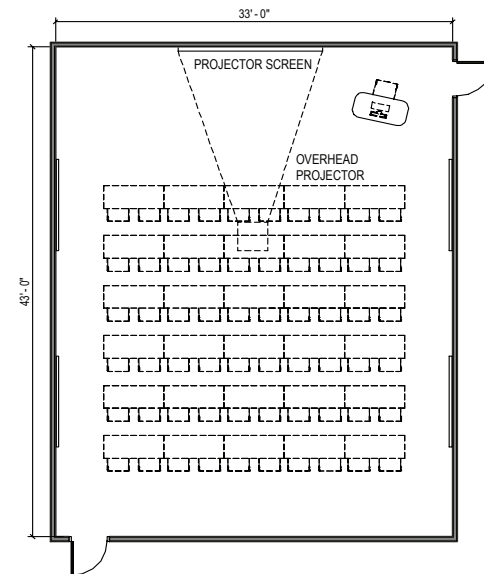 33' - 0"
PROJECTOR SCREEN
OVERHEAD
PROJECTOR
43' - 0"